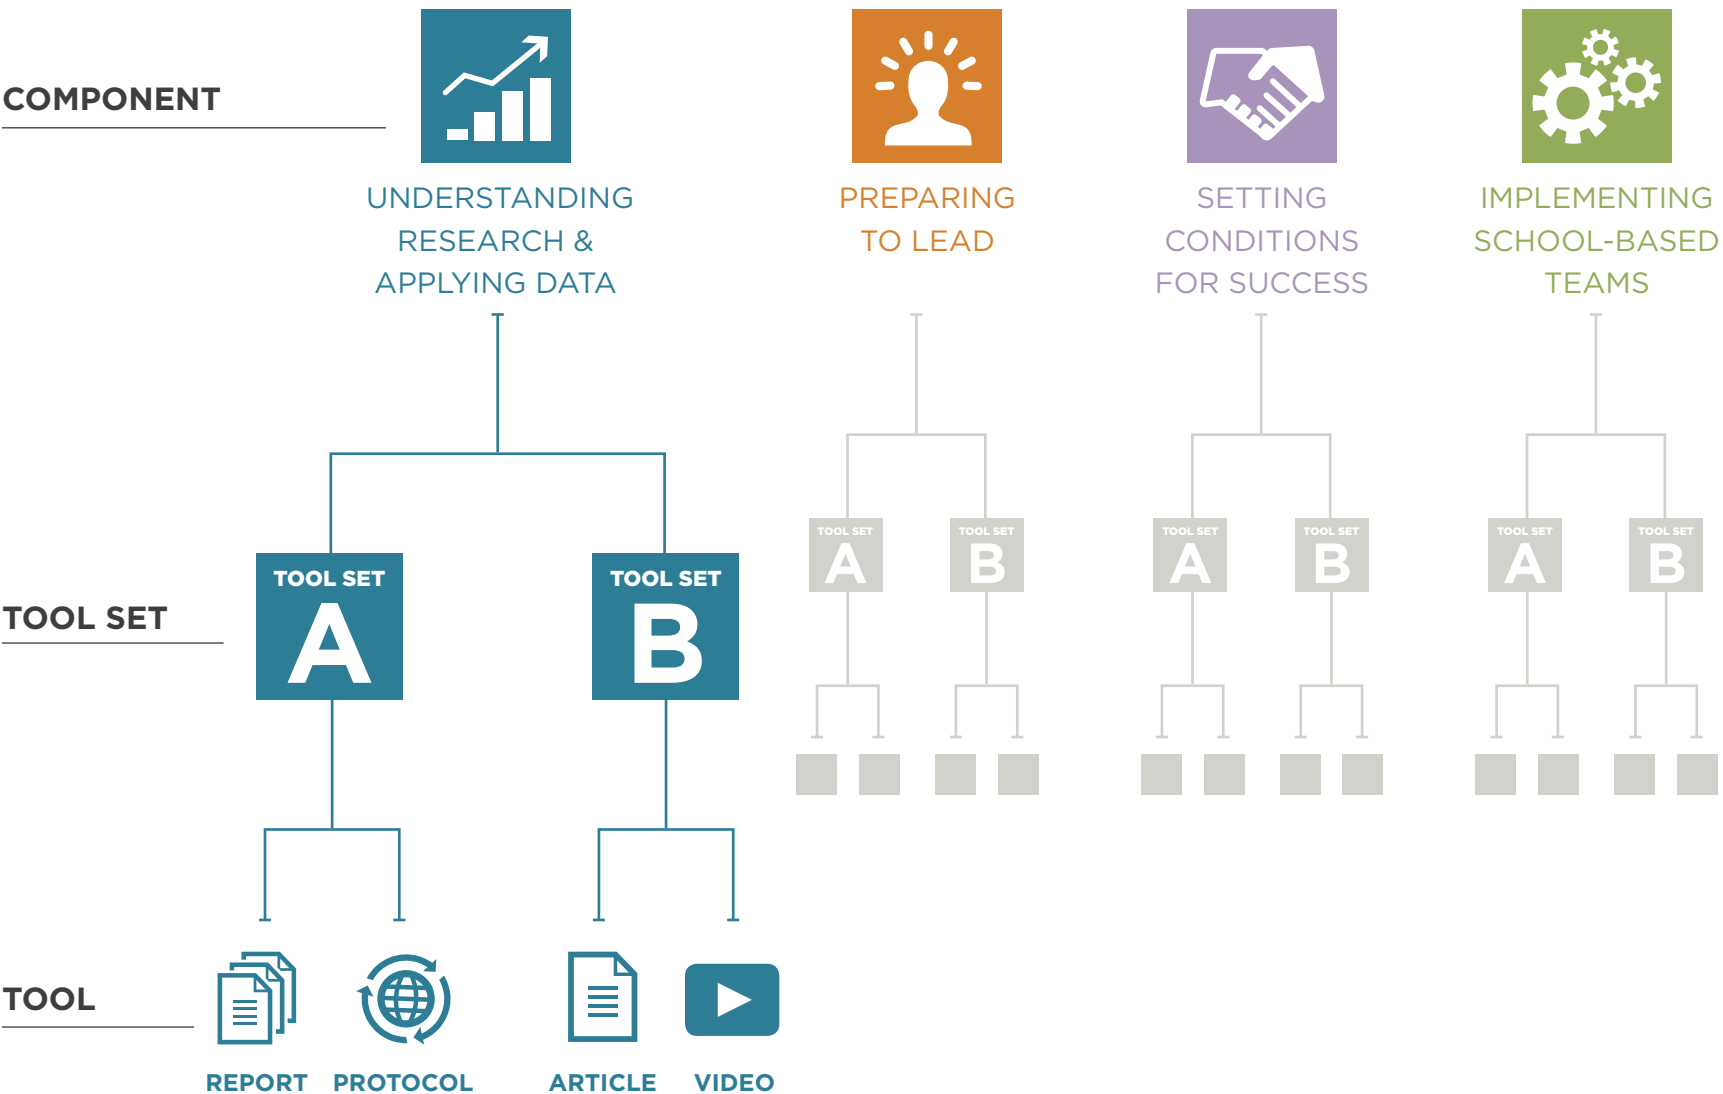 COMPONENT
UNDERSTANDING
RESEARCH &
APPLYING DATA
PREPARING
TO LEAD
SETTING
CONDITIONS
FOR SUCCESS
IMPLEMENTING
SCHOOL-BASED
TEAMS
TOOL SET
TOOL SET
A
TOOL SET
B
TOOL SET
A
TOOL SET
B
TOOL SET
A
TOOL SET
B
TOOL SET
A
TOOL SET
B
TOOL
REPORT
PROTOCOL
ARTICLE
VIDEO